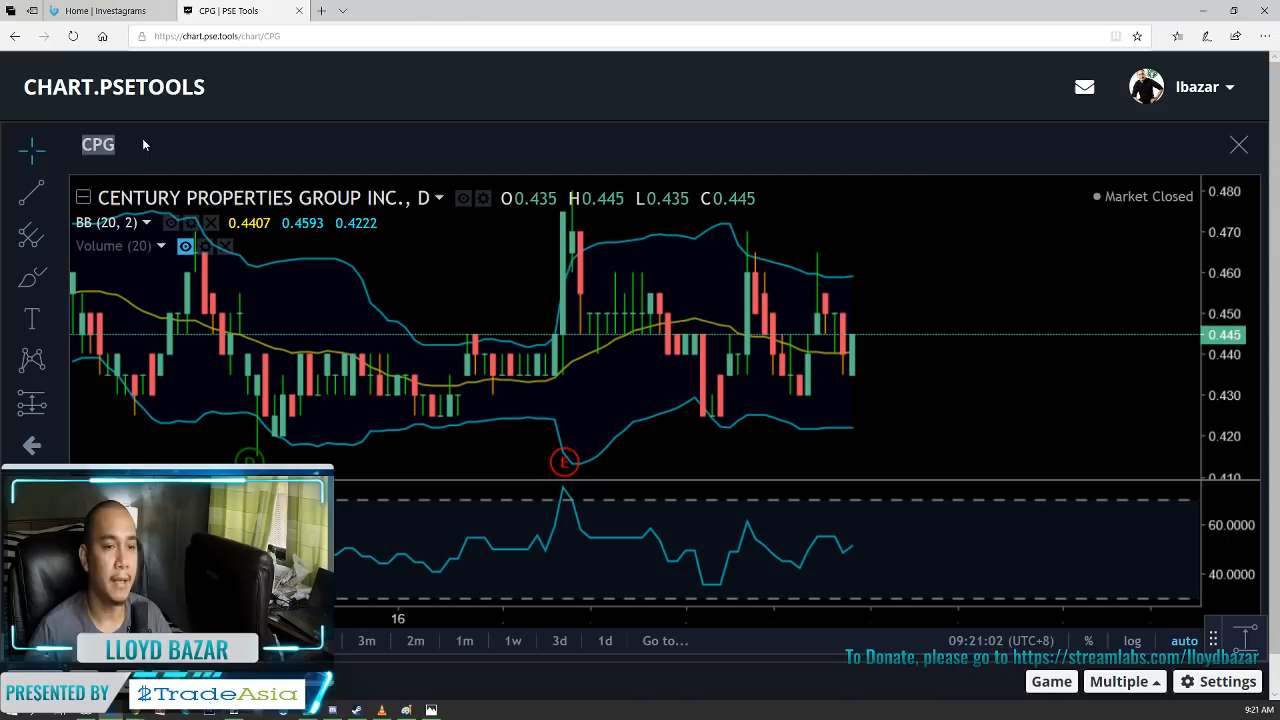 Home | Investagrams
CPG | PSE Tools
https://chart.pse.tools/chart/CPG
CHART.PSETOOLS
lbazar
CPG
CENTURY PROPERTIES GROUP INC., D
O0.435 H0.445 L0.435 C0.445
Market Closed
BB (20, 2) 0.4407 0.4593 0.4222
Volume (20)
0.480
0.470
0.460
0.450
0.445
0.440
0.430
0.420
0.410
D
E
60.0000
40.0000
16
3m 2m 1m 1w 3d 1d Go to...
09:21:02 (UTC+8) % log auto
LLOYD BAZAR
To Donate, please go to https://streamlabs.com/lloydbazar
PRESENTED BY
$TradeAsia
Game Multiple Settings
9:21 AM